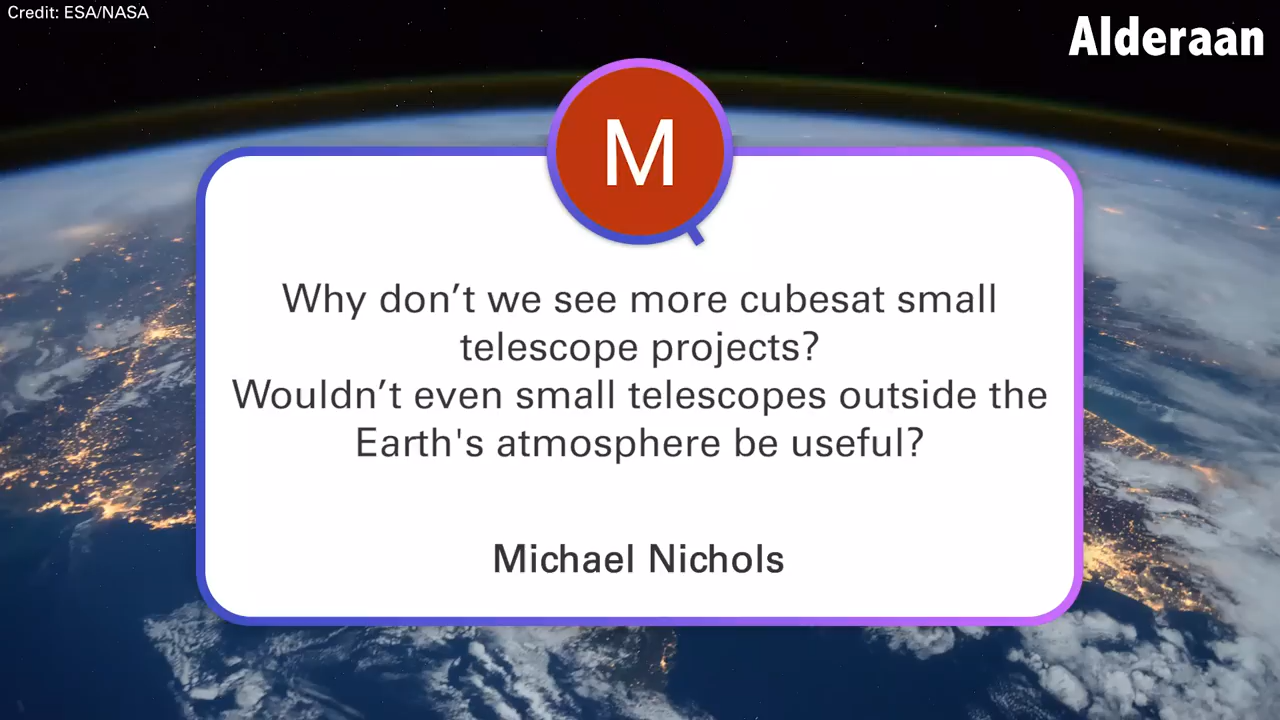 Credit: ESA/NASA
Alderaan
M
Why don’t we see more cubesat small
telescope projects?
Wouldn’t even small telescopes outside the
Earth's atmosphere be useful?
Michael Nichols